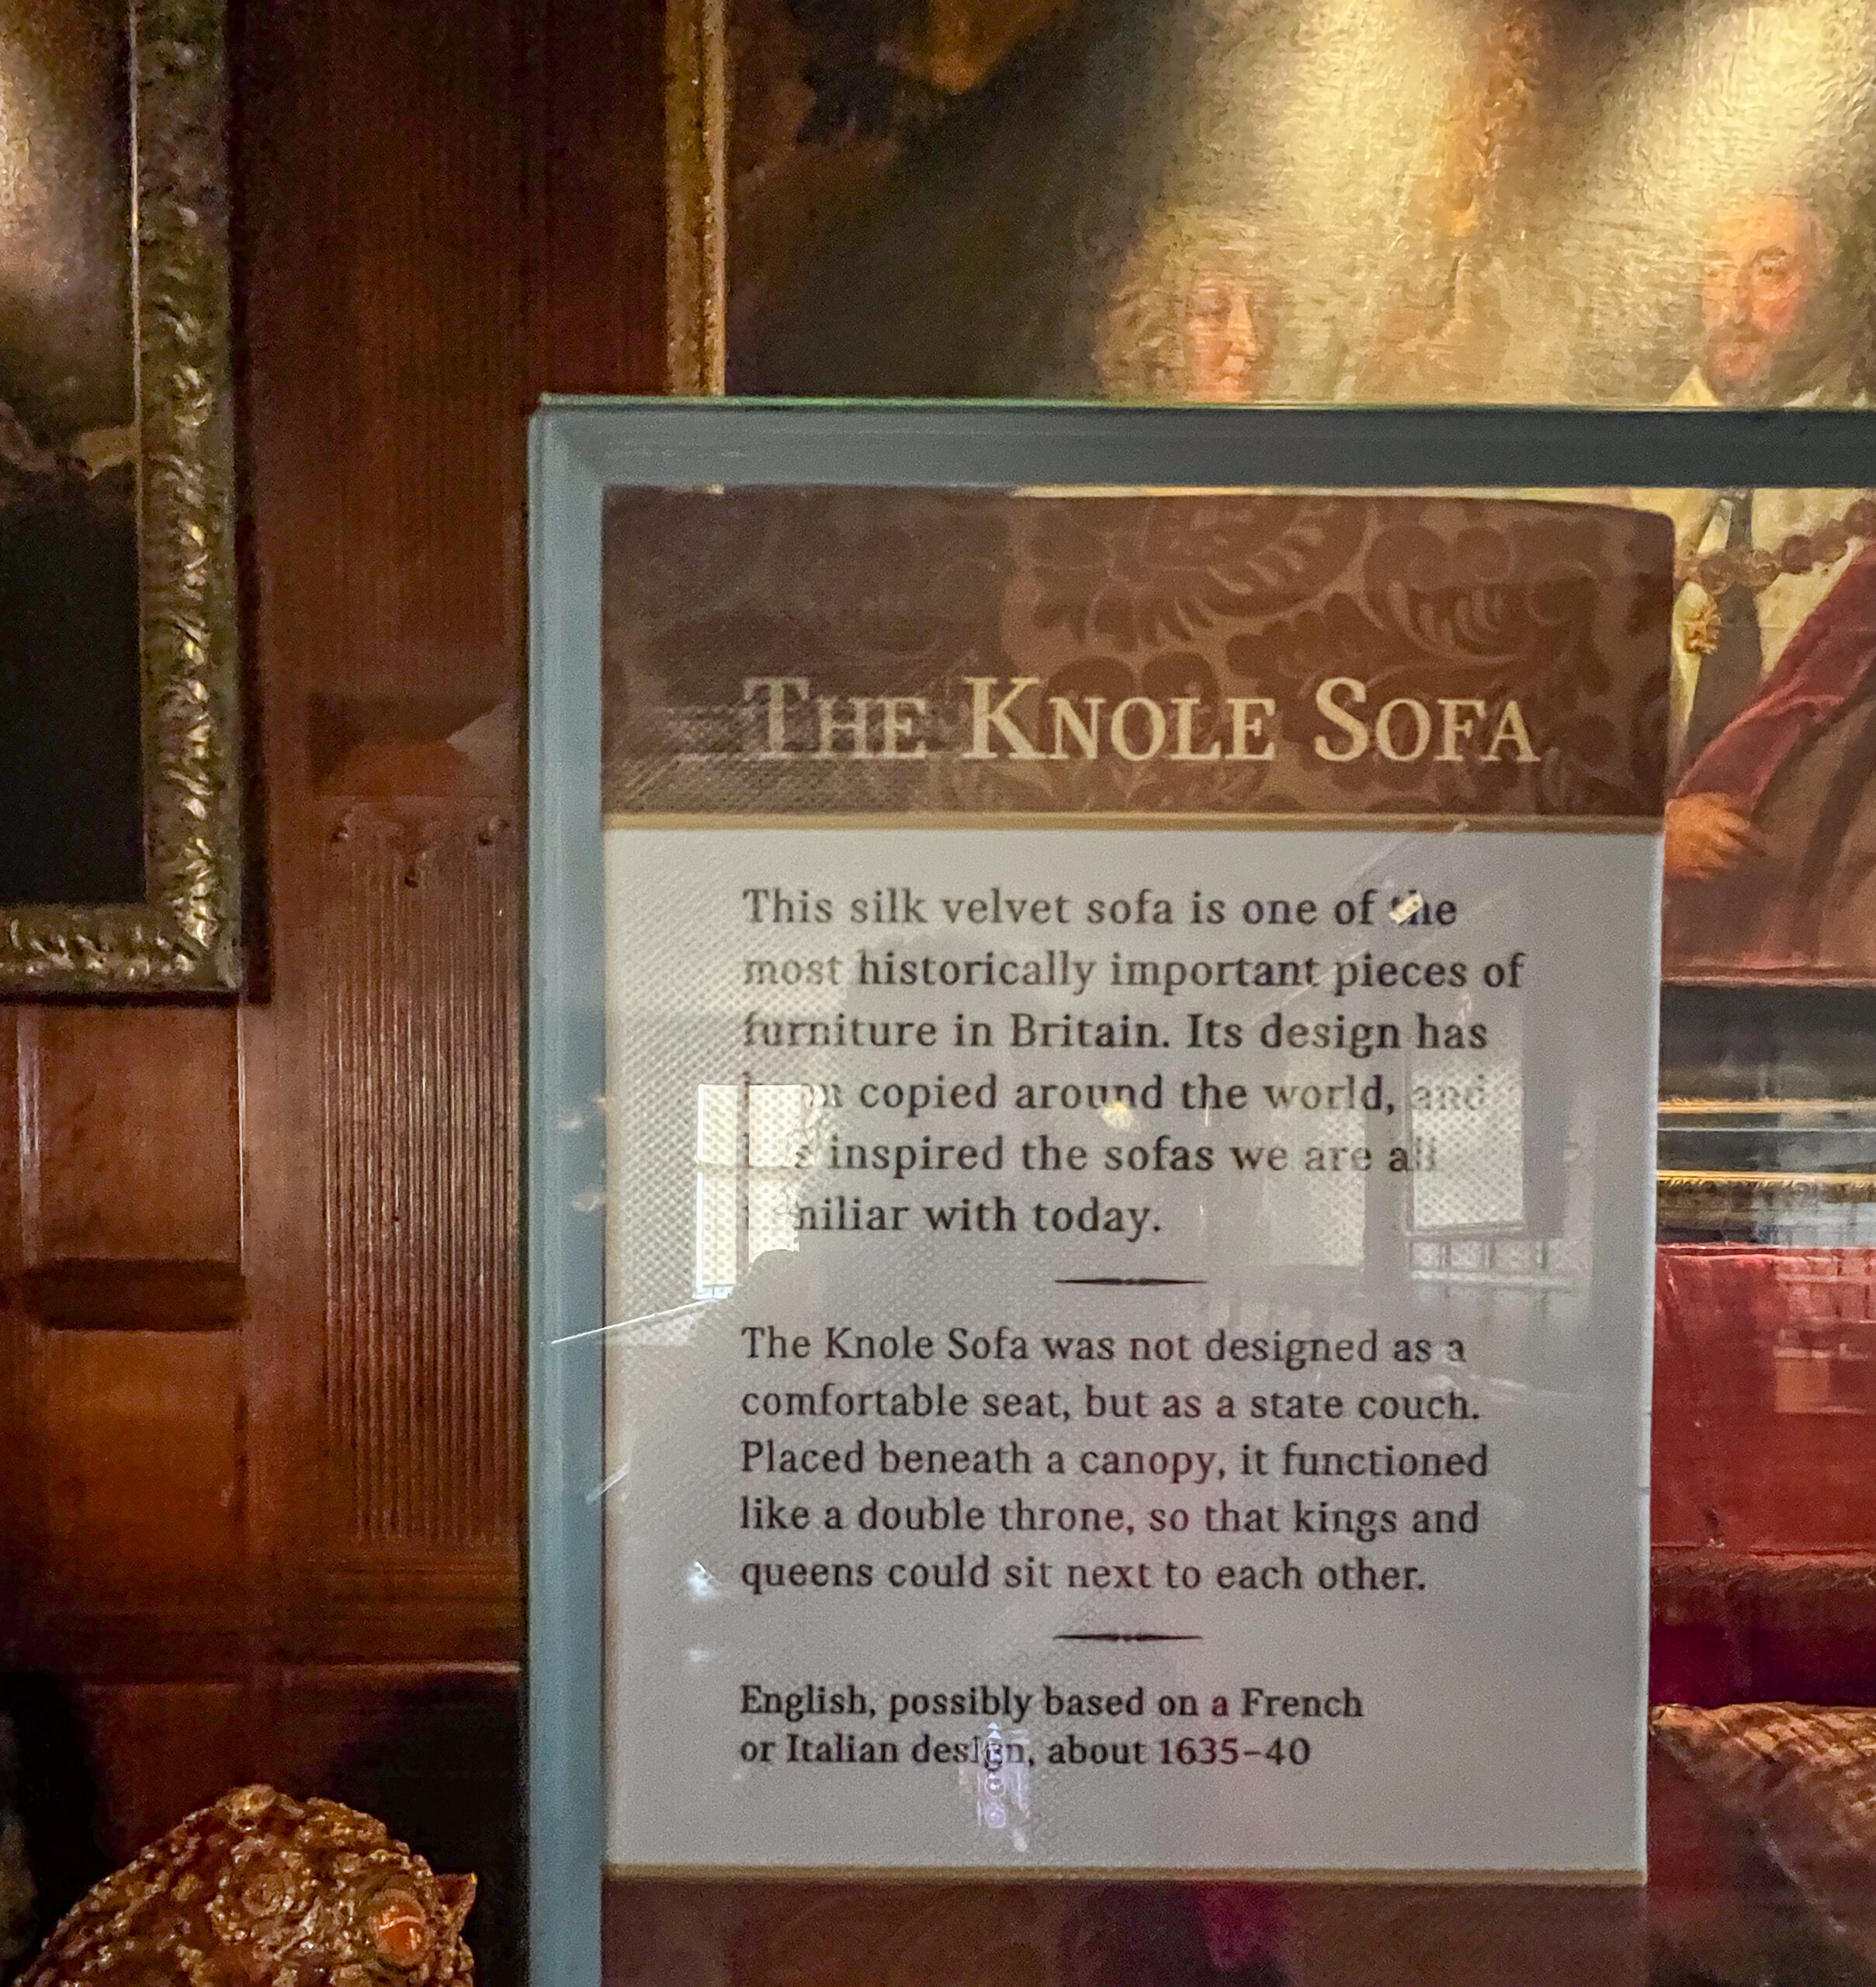 THE KNOLE SOFA
This silk velvet sofa is one of the
most historically important pieces of
furniture in Britain. Its design has
been copied around the world, and
has inspired the sofas we are all
familiar with today.
The Knole Sofa was not designed as a
comfortable seat, but as a state couch.
Placed beneath a canopy, it functioned
like a double throne, so that kings and
queens could sit next to each other.
English, possibly based on a French
or Italian design, about 1635–40